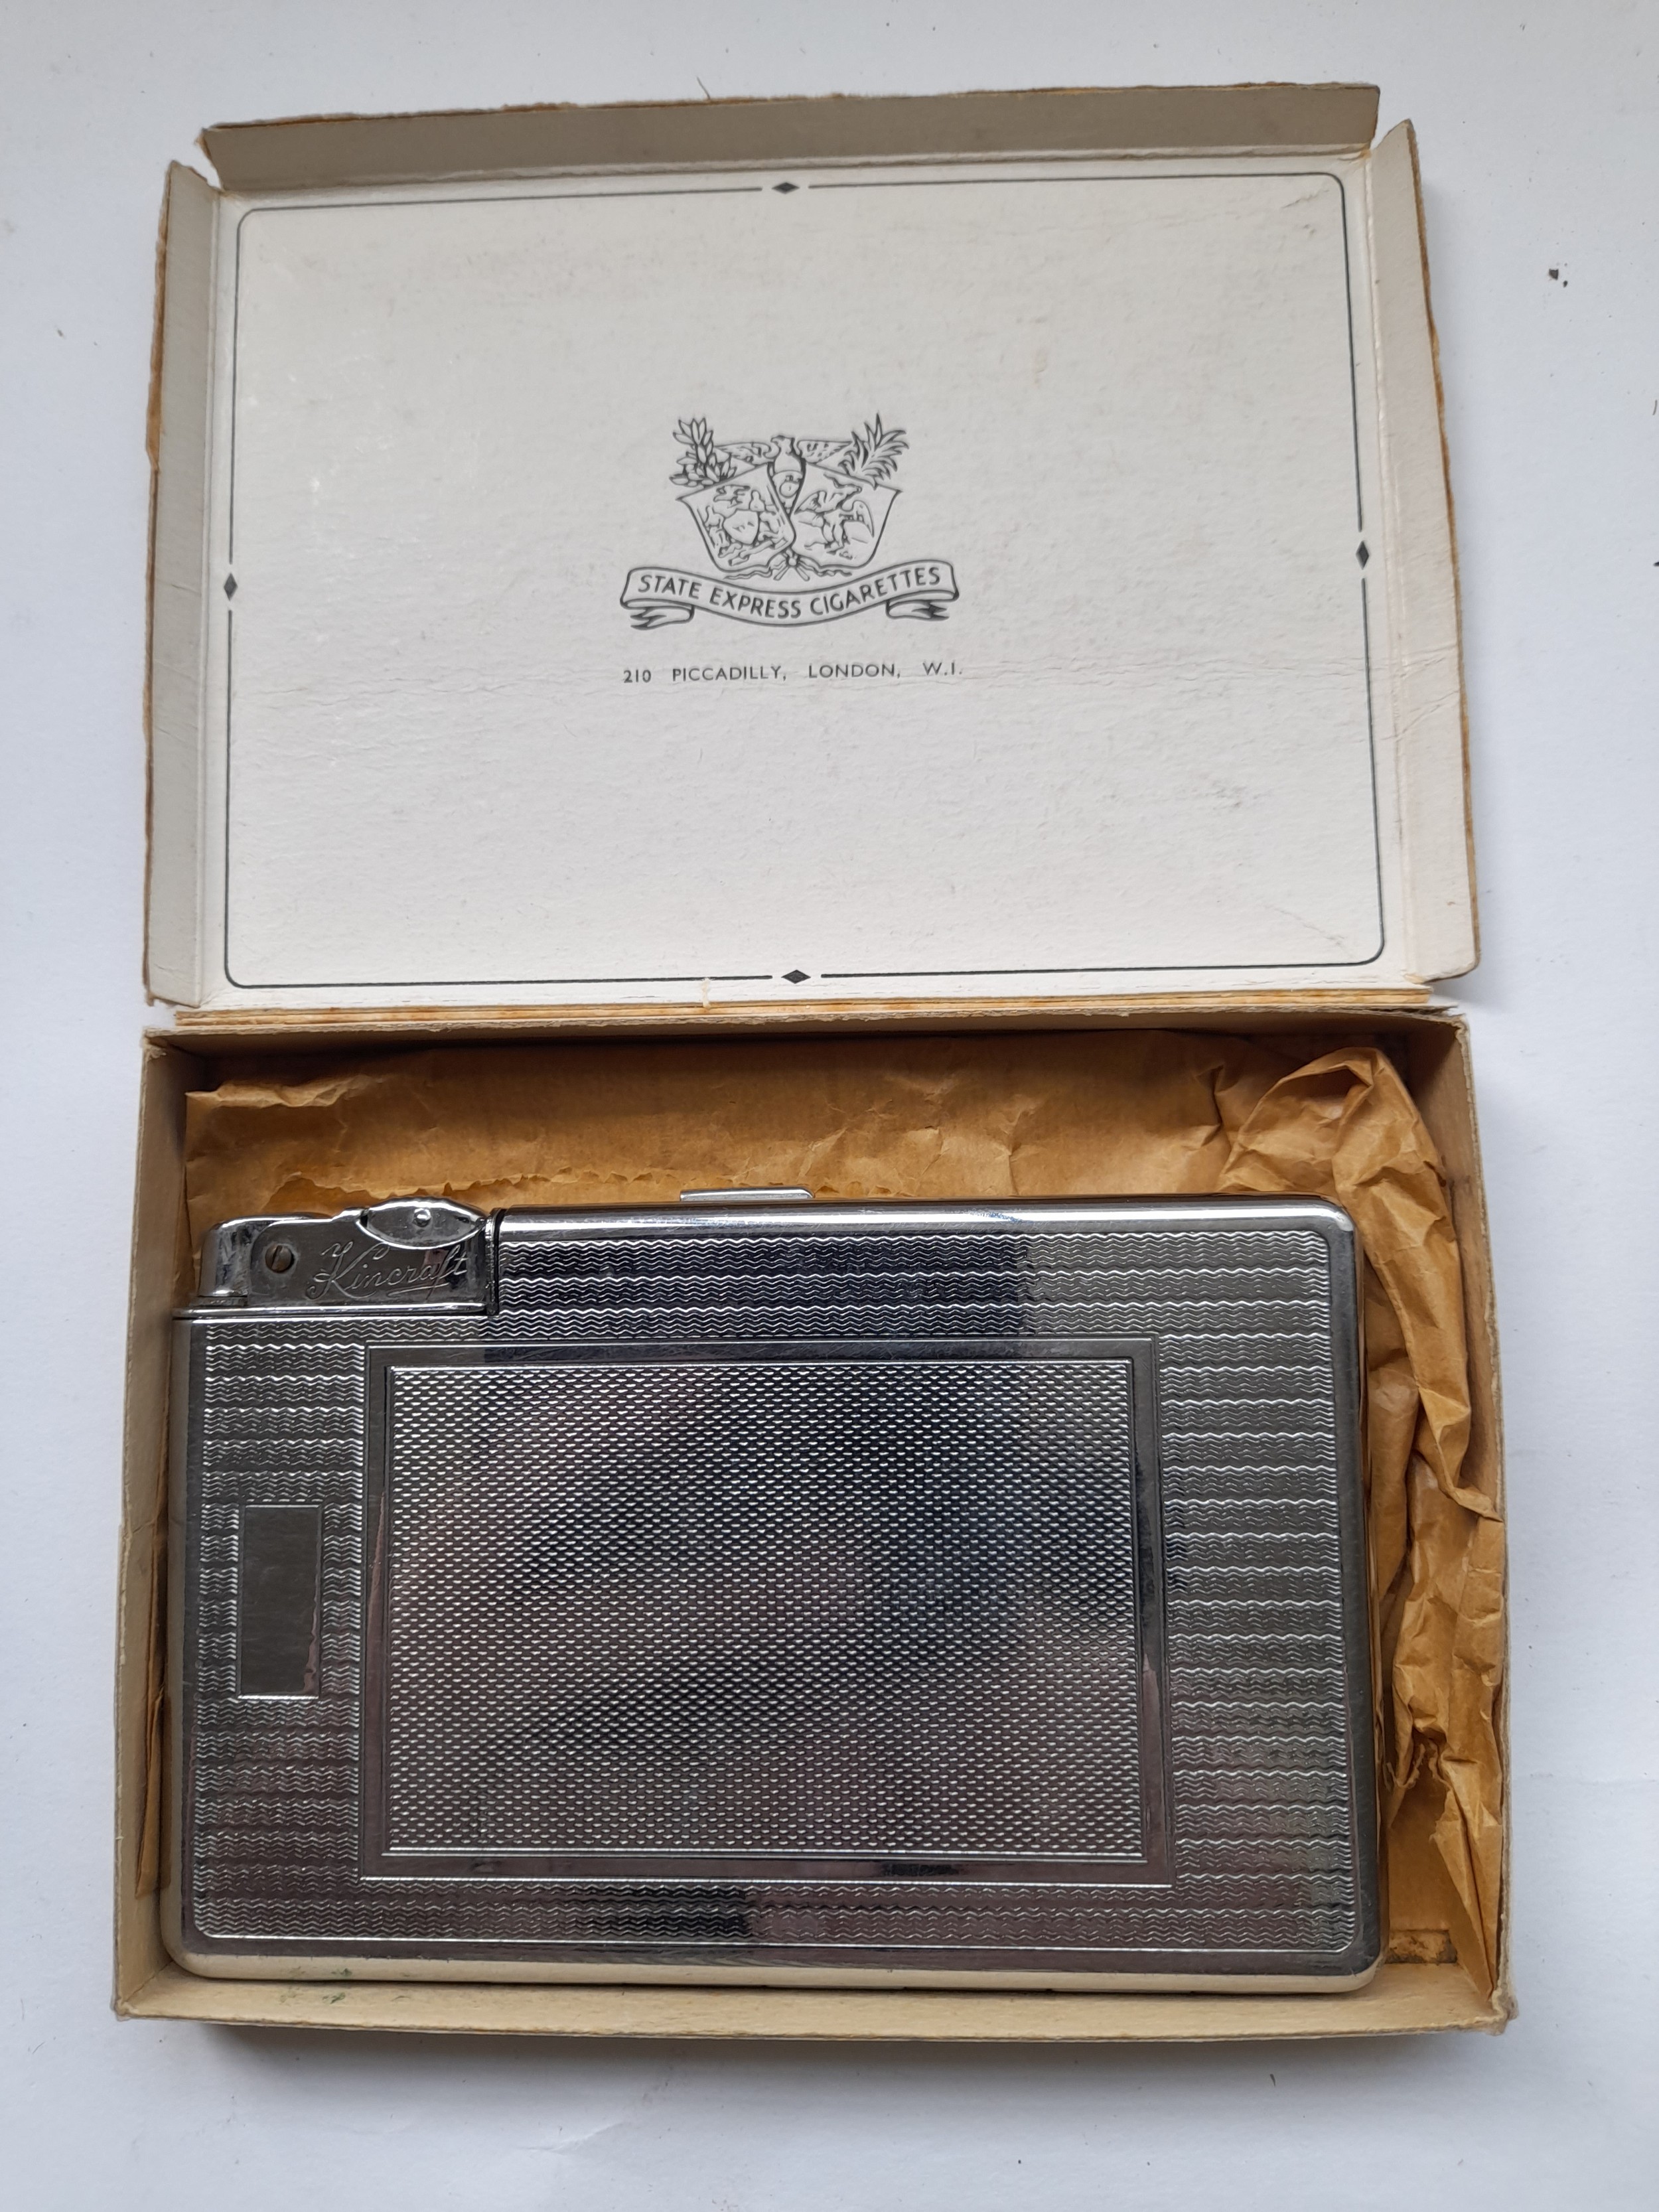 STATE EXPRESS CIGARETTES
210 PICCADILLY, LONDON, W.I.
Kincraft